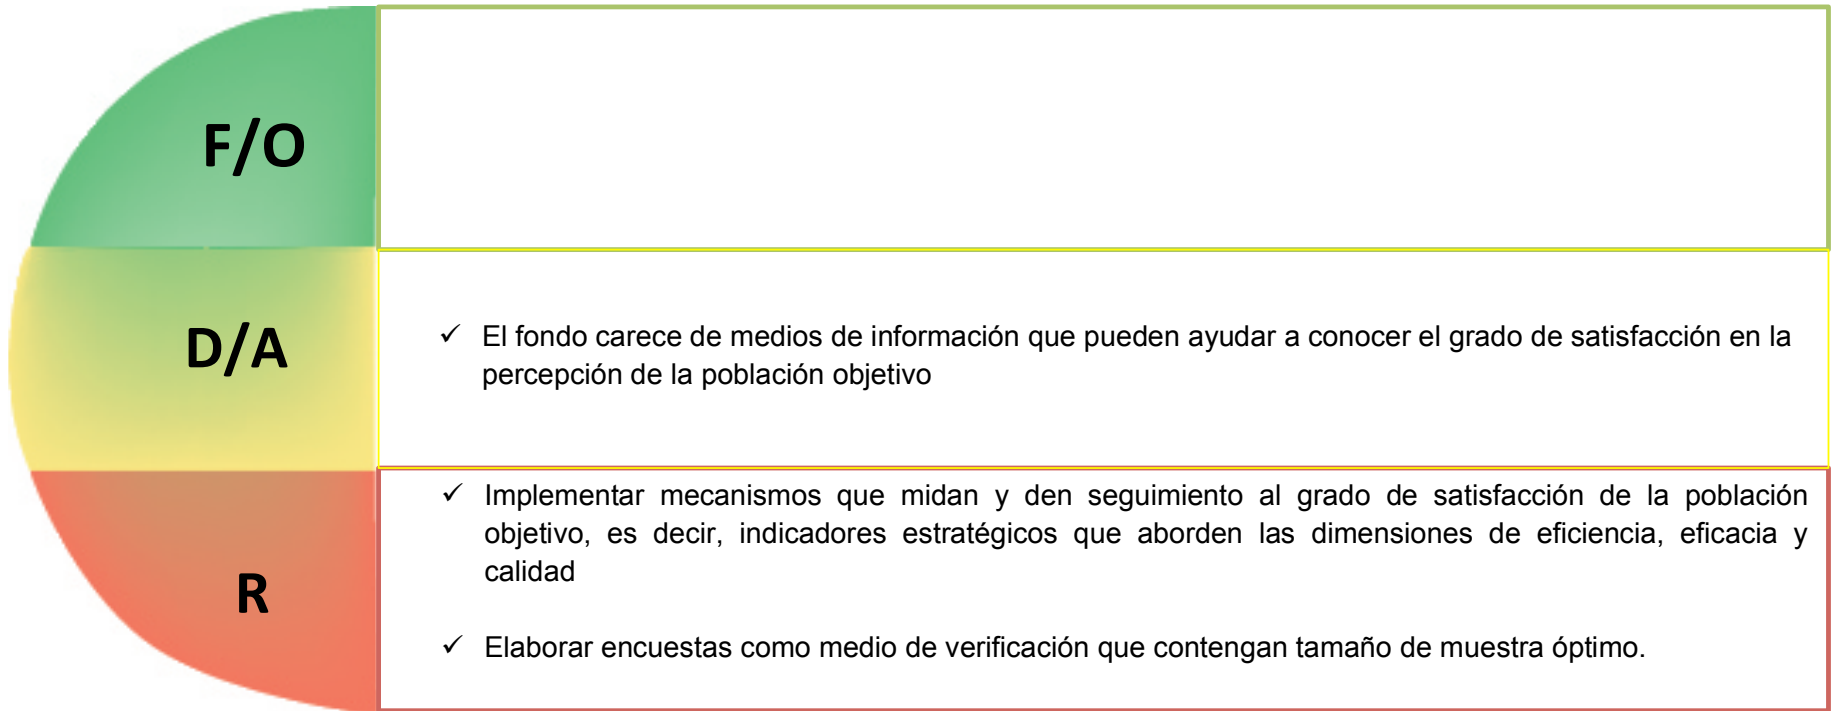 F/O
D/A
✓ El fondo carece de medios de información que pueden ayudar a conocer el grado de satisfacción en la
percepción de la población objetivo
R
✓ Implementar mecanismos que midan y den seguimiento al grado de satisfacción de la población
objetivo, es decir, indicadores estratégicos que aborden las dimensiones de eficiencia, eficacia y
calidad
✓ Elaborar encuestas como medio de verificación que contengan tamaño de muestra óptimo.